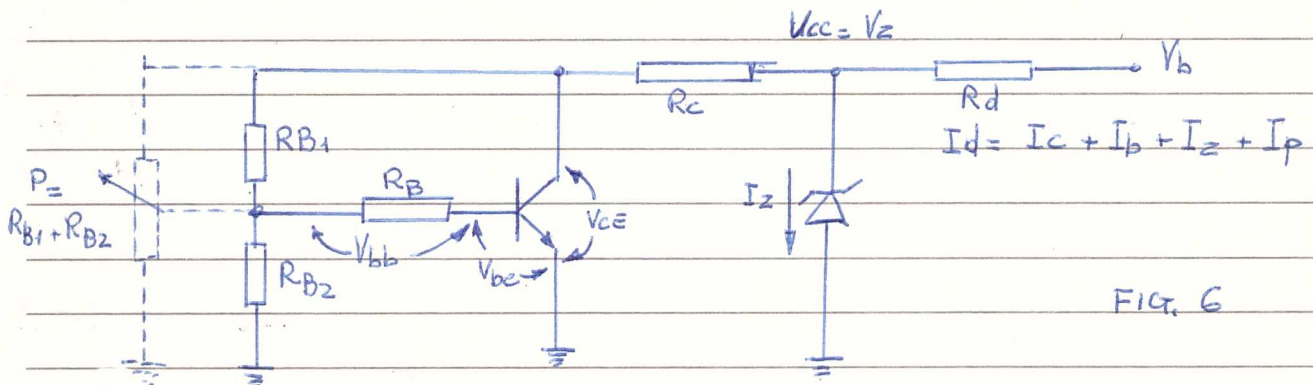 Vcc = Vz
Vb
Rc
Rd
RB1
Id = Ic + Ib + Iz + Ip
P=
RB1 + RB2
RB
Iz
VCE
Vbb
Vbe
RB2
FIG. 6